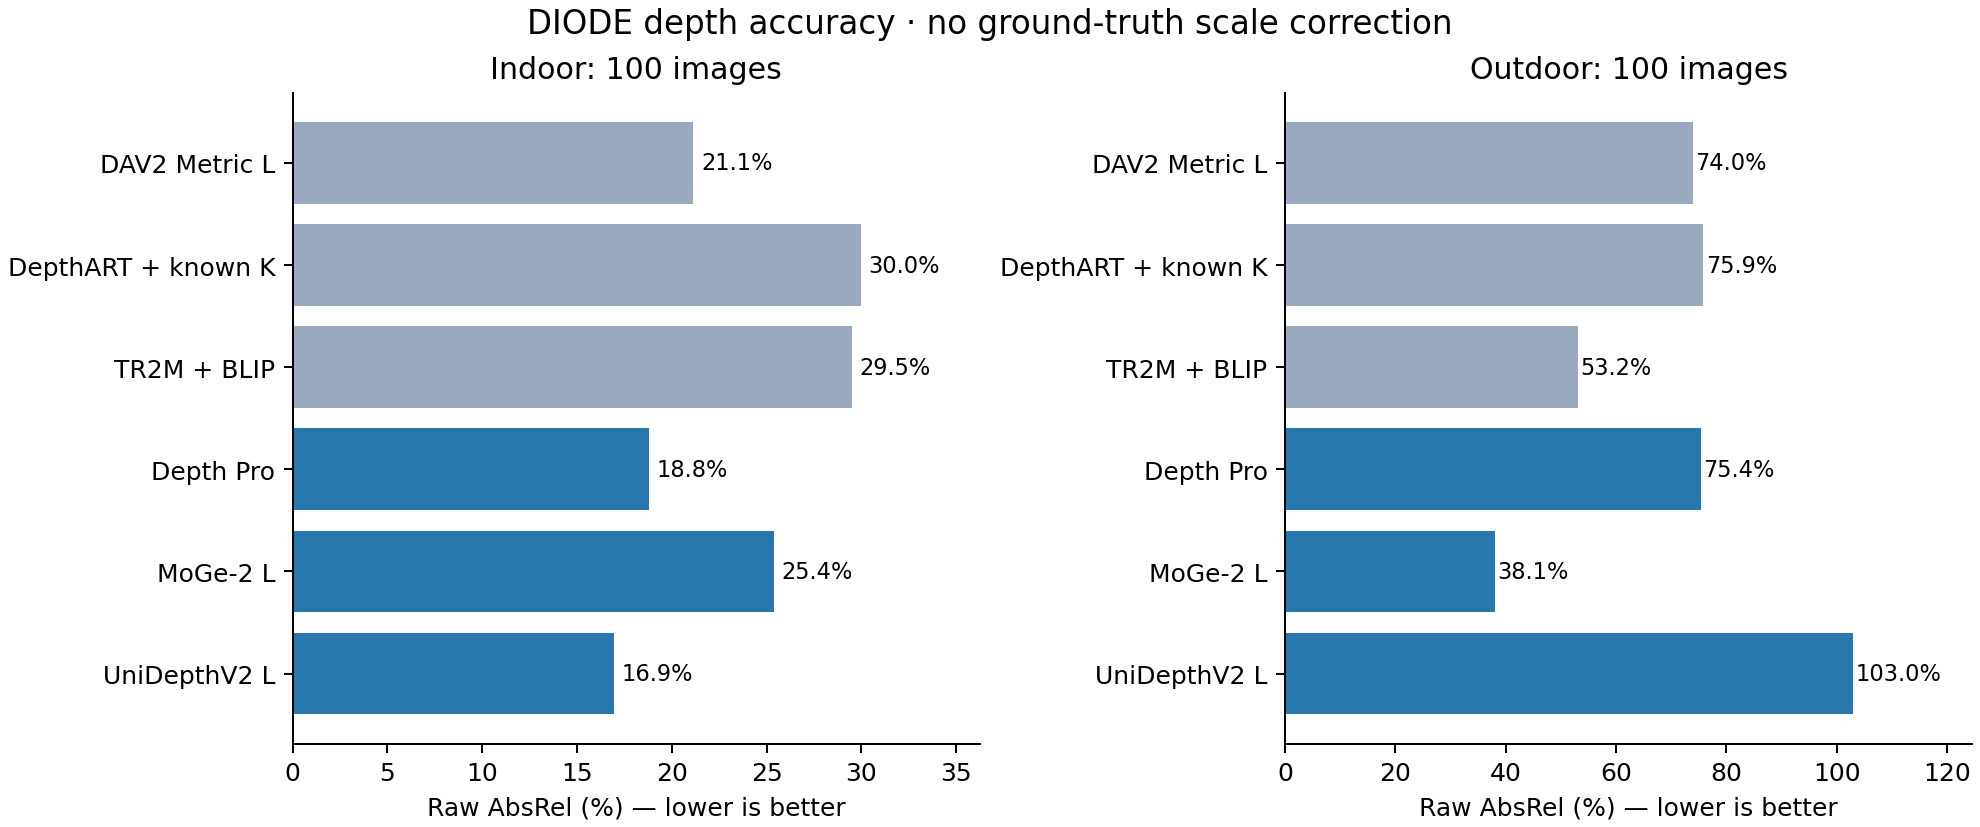 DIODE depth accuracy · no ground-truth scale correction
Indoor: 100 images
DAV2 Metric L
21.1%
DepthART + known K
30.0%
TR2M + BLIP
29.5%
Depth Pro
18.8%
MoGe-2 L
25.4%
UniDepthV2 L
16.9%
0 5 10 15 20 25 30 35
Raw AbsRel (%) — lower is better
Outdoor: 100 images
DAV2 Metric L
74.0%
DepthART + known K
75.9%
TR2M + BLIP
53.2%
Depth Pro
75.4%
MoGe-2 L
38.1%
UniDepthV2 L
103.0%
0 20 40 60 80 100 120
Raw AbsRel (%) — lower is better